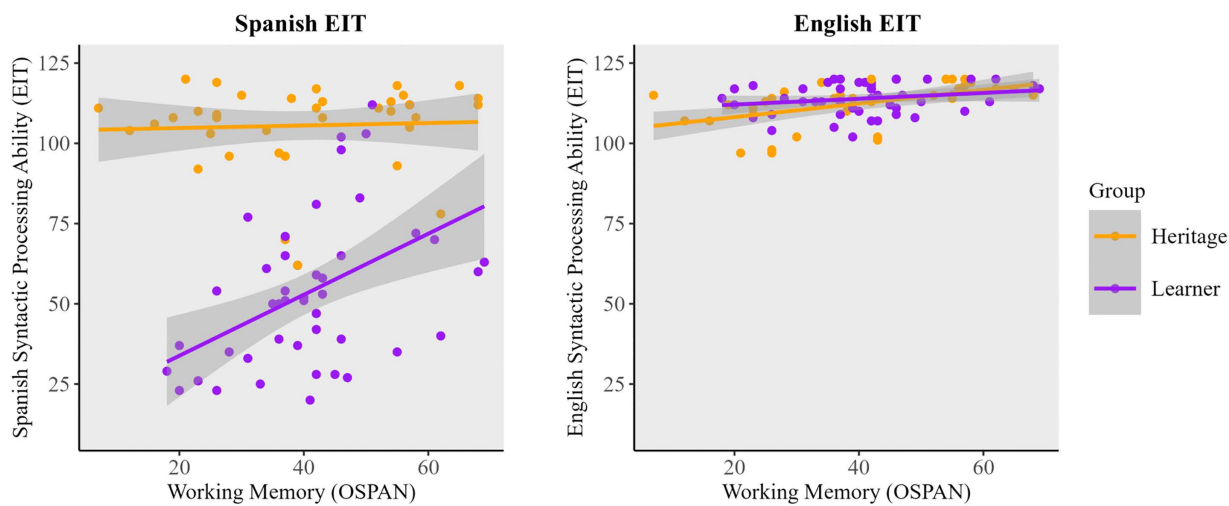 Spanish EIT
Spanish Syntactic Processing Ability (EIT)
125
100
75
50
25
20
40
60
Working Memory (OSPAN)
English EIT
English Syntactic Processing Ability (EIT)
125
100
75
50
25
20
40
60
Working Memory (OSPAN)
Group
Heritage
Learner